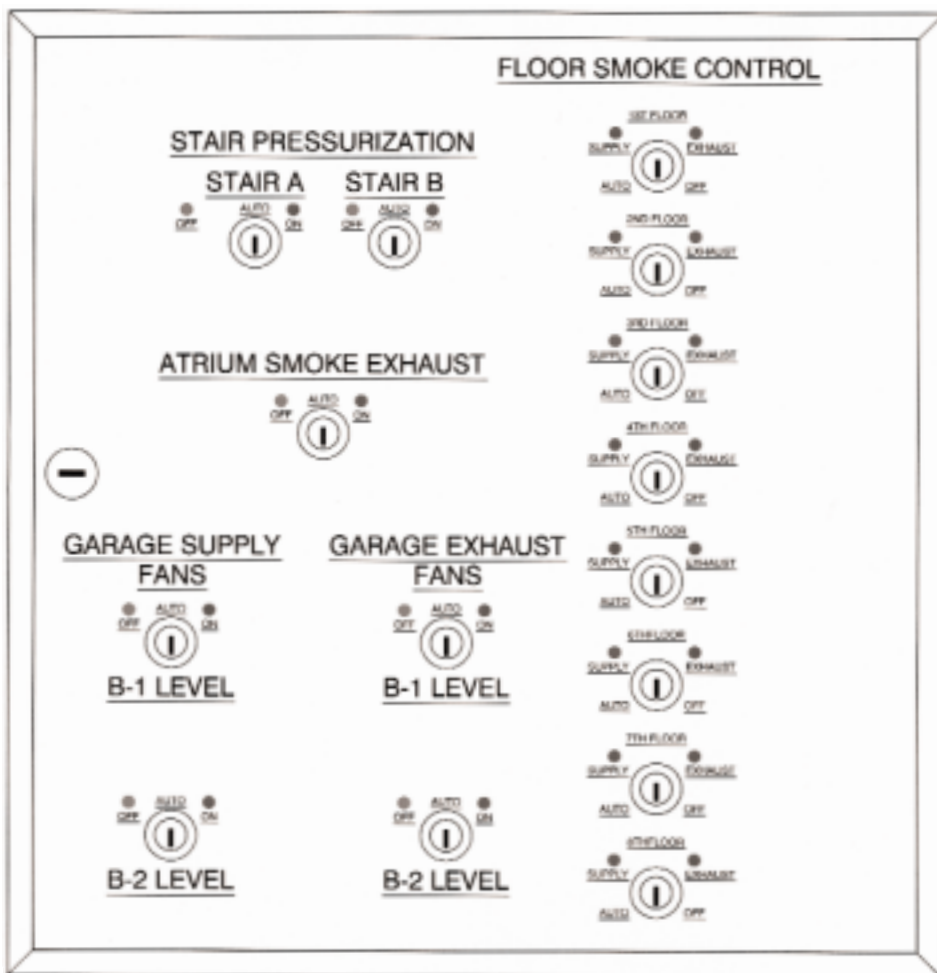 FLOOR SMOKE CONTROL
STAIR PRESSURIZATION
STAIR A STAIR B
OFF AUTO ON OFF AUTO ON
ATRIUM SMOKE EXHAUST
OFF AUTO ON
GARAGE SUPPLY
FANS
OFF AUTO ON
B-1 LEVEL
OFF AUTO ON
B-2 LEVEL
GARAGE EXHAUST
FANS
OFF AUTO ON
B-1 LEVEL
OFF AUTO ON
B-2 LEVEL
1ST FLOOR
SUPPLY EXHAUST
AUTO OFF
2ND FLOOR
SUPPLY EXHAUST
AUTO OFF
3RD FLOOR
SUPPLY EXHAUST
AUTO OFF
4TH FLOOR
SUPPLY EXHAUST
AUTO OFF
5TH FLOOR
SUPPLY EXHAUST
AUTO OFF
6TH FLOOR
SUPPLY EXHAUST
AUTO OFF
7TH FLOOR
SUPPLY EXHAUST
AUTO OFF
8TH FLOOR
SUPPLY EXHAUST
AUTO OFF